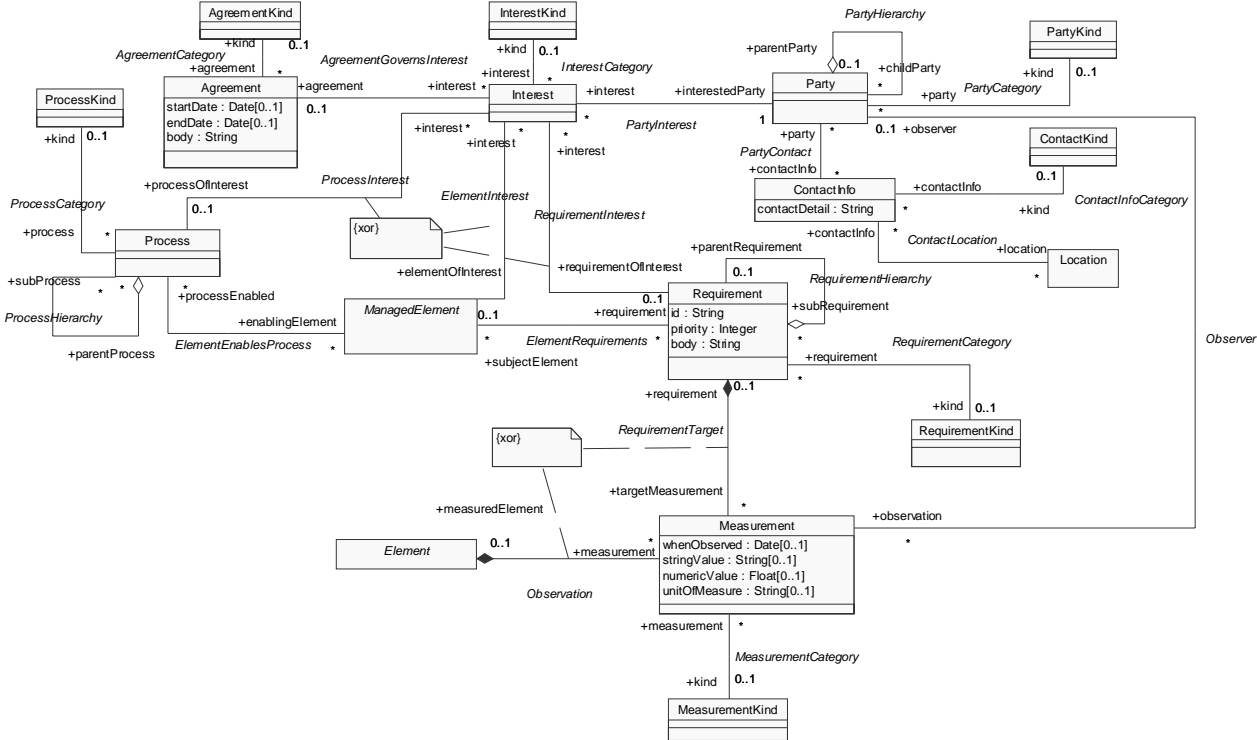 AgreementKind
InterestKind
PartyHierarchy
PartyKind
+kind
0..1
AgreementCategory
+agreement
*
AgreementGovernsInterest
+kind
0..1
+interest
*
InterestCategory
+parentParty
0..1
+childParty
*
+kind
0..1
PartyCategory
+party
*
ProcessKind
+kind
0..1
Agreement
startDate : Date[0..1]
endDate : Date[0..1]
body : String
+agreement
0..1
+interest
*
Interest
+interest
*
+interestedParty
1
PartyInterest
Party
0..1
+observer
+interest
*
+interest
*
+interest
*
+party
*
PartyContact
+contactInfo
*
ContactKind
0..1
+contactInfo
*
+kind
ContactInfoCategory
ContactInfo
contactDetail : String
+contactInfo
*
ContactLocation
+location
*
Location
+processOfInterest
0..1
ProcessInterest
ElementInterest
RequirementInterest
{xor}
ProcessCategory
+process
*
Process
+subProcess
*
*
*
+processEnabled
ProcessHierarchy
+parentProcess
+enablingElement
*
ElementEnablesProcess
+elementOfInterest
0..1
ManagedElement
*
+subjectElement
ElementRequirements
+requirementOfInterest
0..1
+requirement
*
+parentRequirement
0..1
RequirementHierarchy
+subRequirement
*
Requirement
id : String
priority : Integer
body : String
+requirement
*
RequirementCategory
+kind
0..1
RequirementKind
Observer
+requirement
0..1
RequirementTarget
{xor}
+targetMeasurement
*
+measuredElement
0..1
Element
+measurement
*
Observation
Measurement
whenObserved : Date[0..1]
stringValue : String[0..1]
numericValue : Float[0..1]
unitOfMeasure : String[0..1]
+observation
*
+measurement
*
MeasurementCategory
+kind
0..1
MeasurementKind